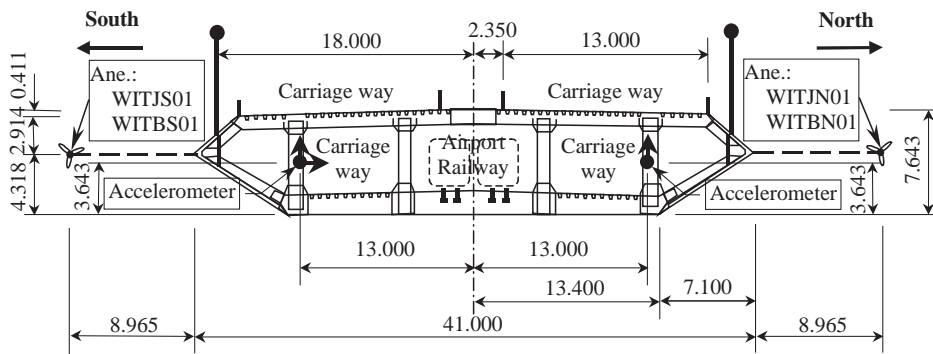 South
North
2.350
18.000
13.000
Ane.:
WITJS01
WITBS01
Ane.:
WITJN01
WITBN01
Carriage way
Carriage way
0.411
2.914
4.318
3.643
Carriage
way
Airport
Railway
Carriage
way
7.643
3.643
Accelerometer
Accelerometer
13.000
13.000
13.400
7.100
8.965
41.000
8.965